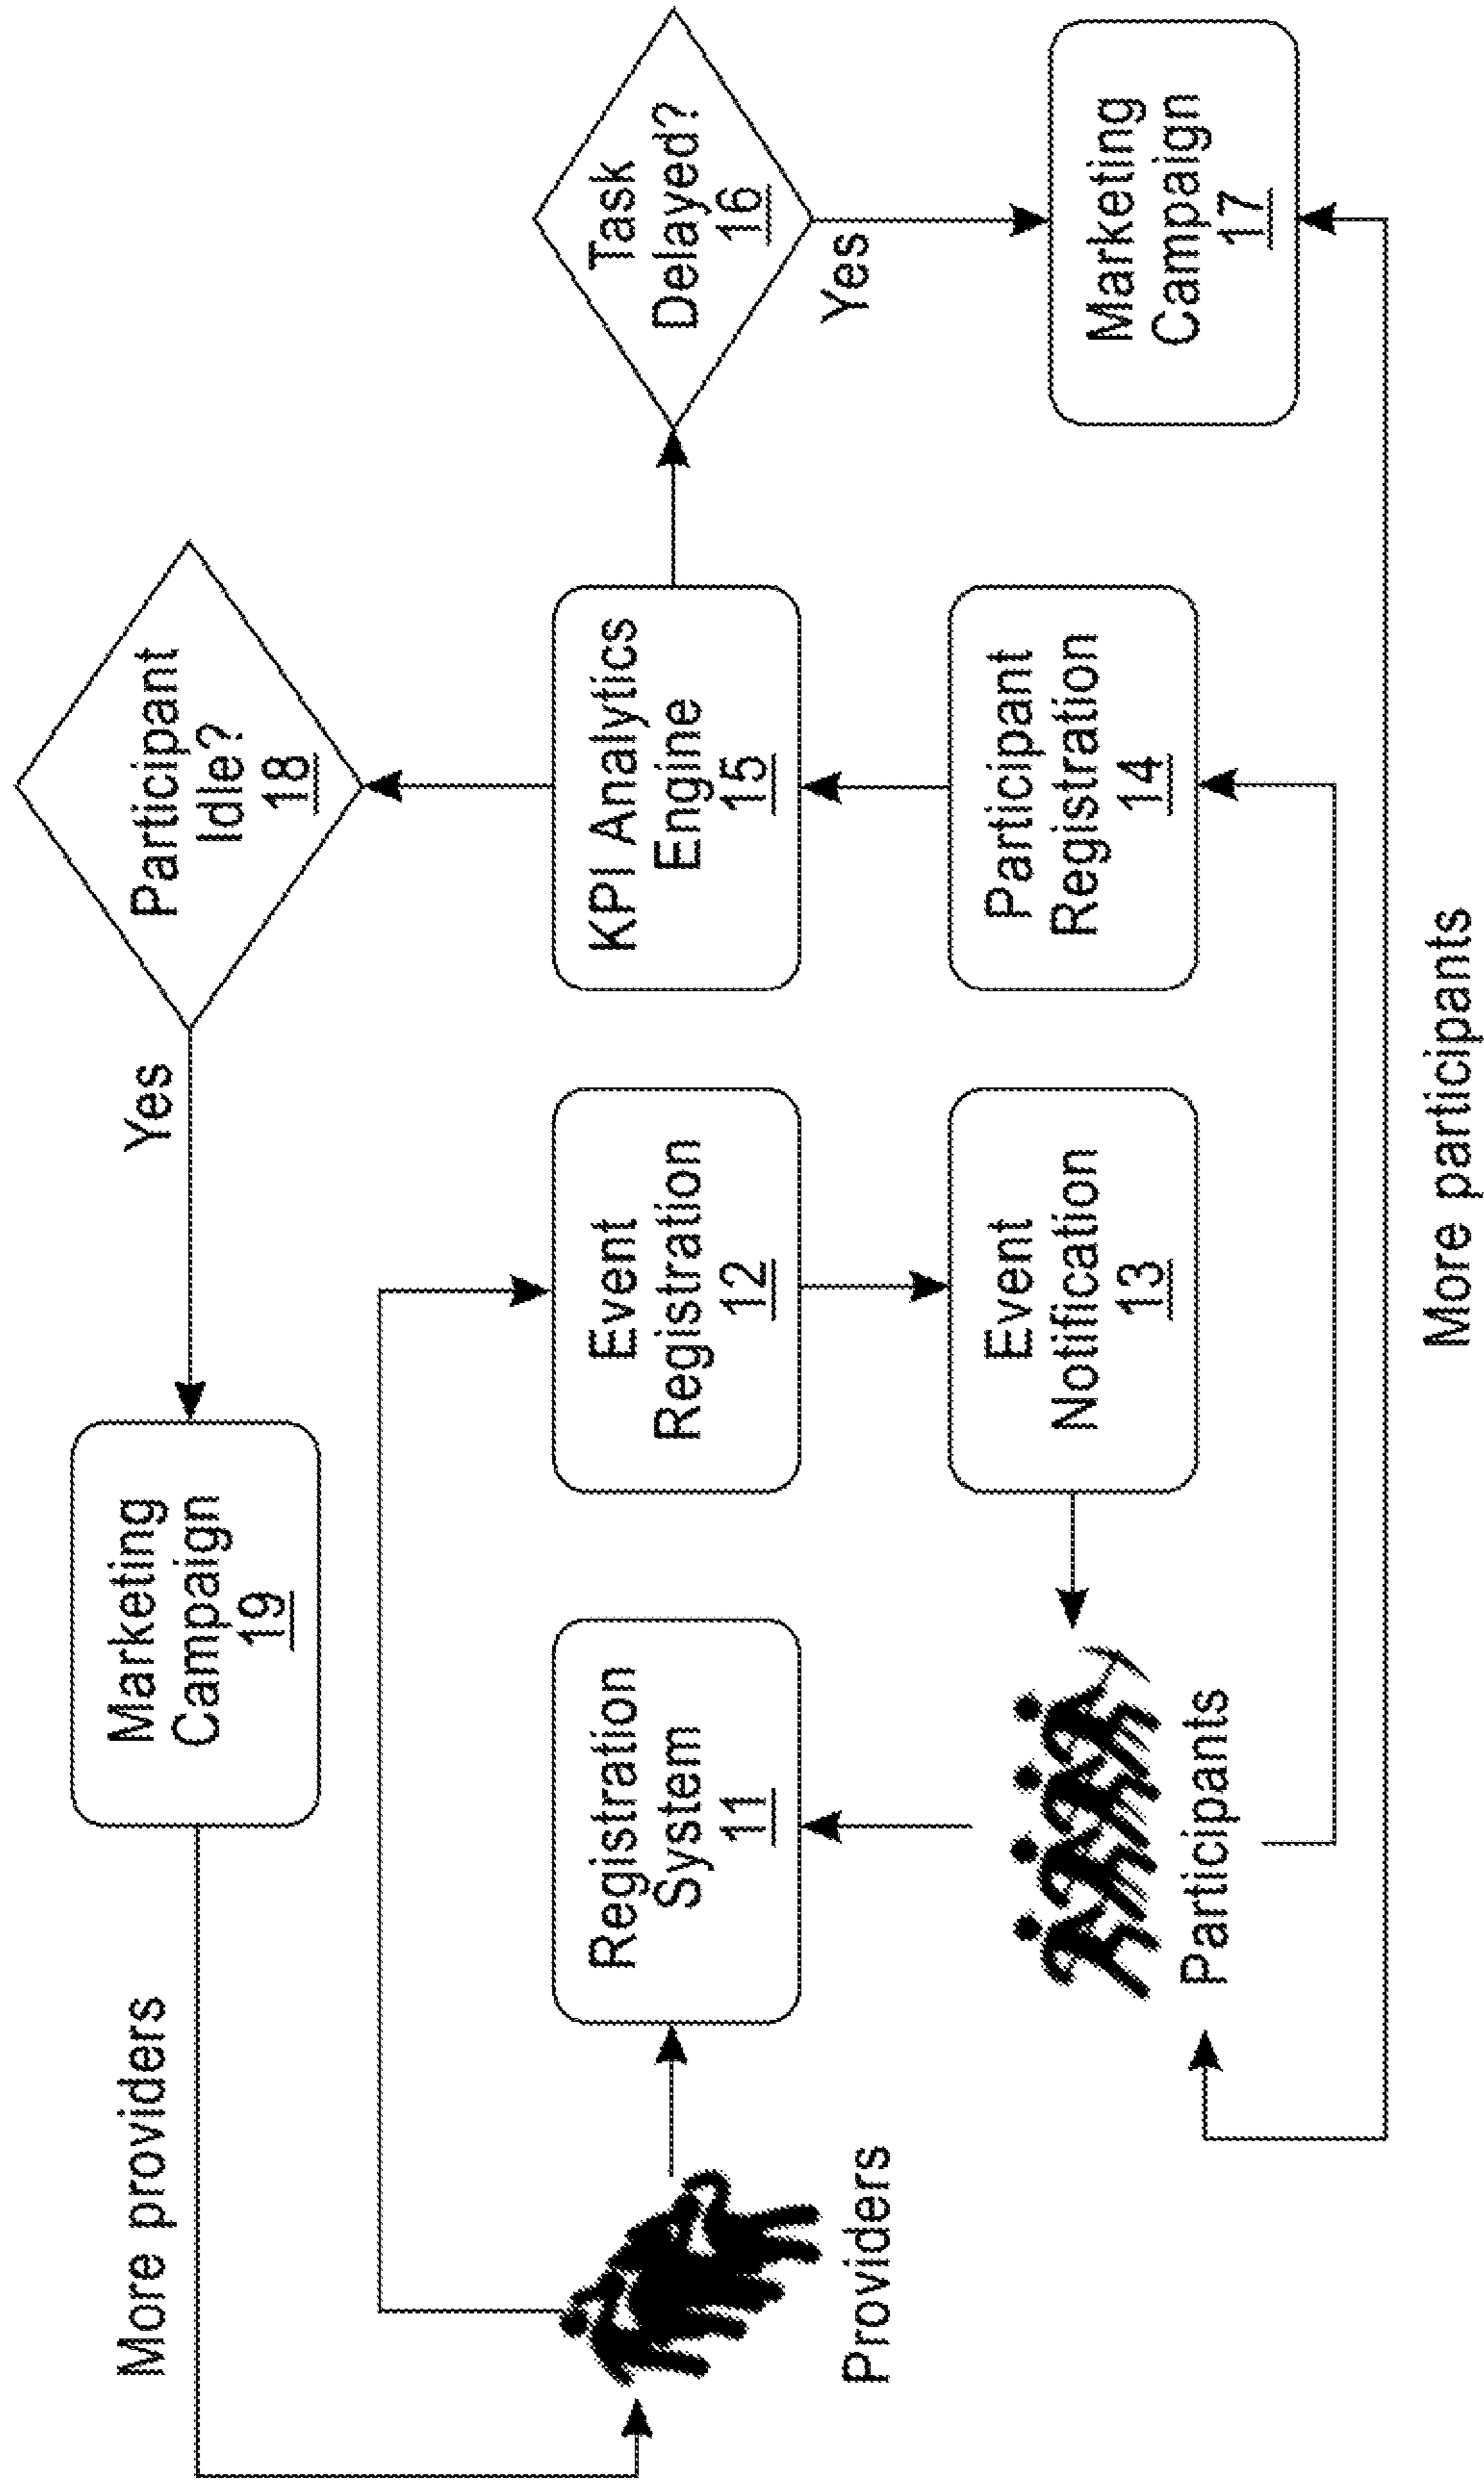 More providers
Marketing
Campaign
19
Yes
Participant
Idle?
18
Providers
Registration
System
11
Event
Registration
12
KPI Analytics
Engine
15
Task
Delayed?
16
Yes
Participants
Event
Notification
13
Participant
Registration
14
Marketing
Campaign
17
More participants